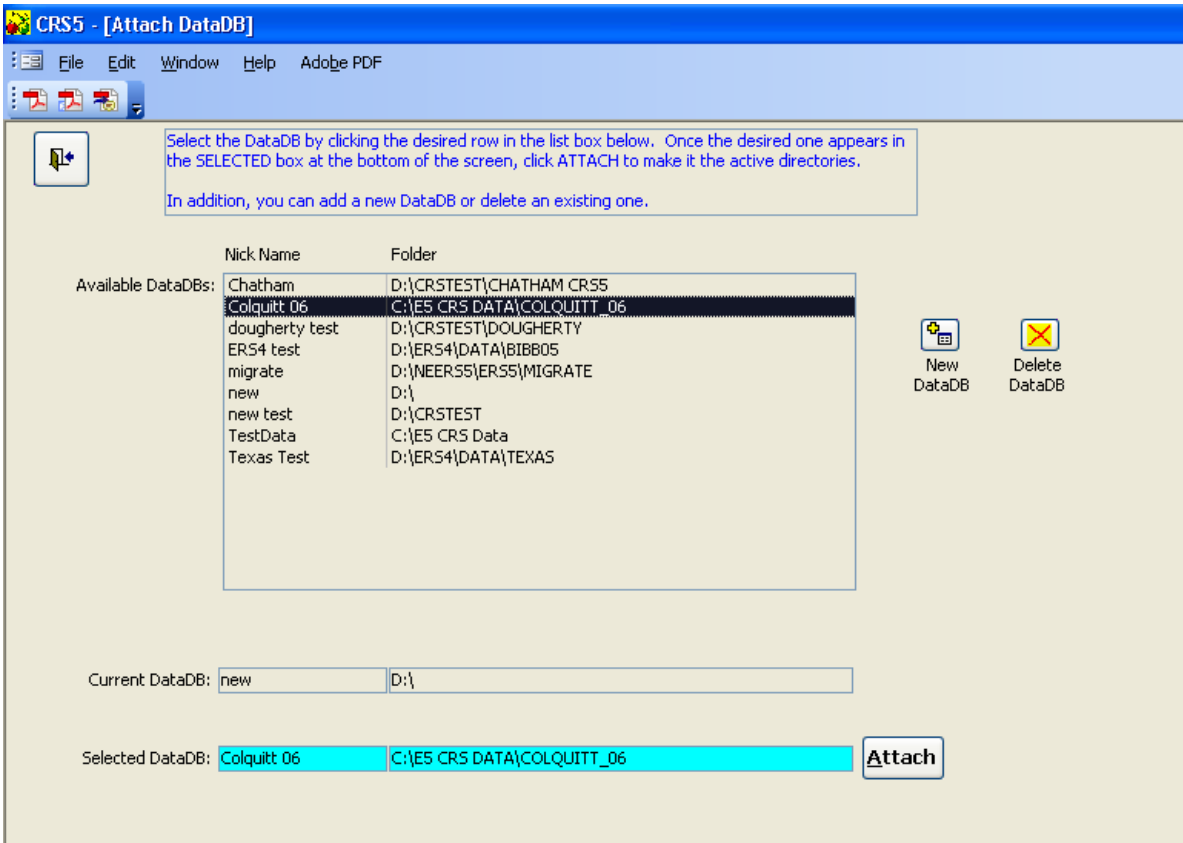 CRS5 - [Attach DataDB]
File Edit Window Help Adobe PDF
Select the DataDB by clicking the desired row in the list box below. Once the desired one appears in
the SELECTED box at the bottom of the screen, click ATTACH to make it the active directories.
In addition, you can add a new DataDB or delete an existing one.
Nick Name Folder
Available DataDBs: Chatham D:\CRSTEST\CHATHAM CRS5
Colquitt 06 C:\E5 CRS DATA\COLQUITT_06
dougherty test D:\CRSTEST\DOUGHERTY
ERS4 test D:\ERS4\DATA\BIBB05
migrate D:\NEERS5\ERS5\MIGRATE
new D:\
new test D:\CRSTEST
TestData C:\E5 CRS Data
Texas Test D:\ERS4\DATA\TEXAS
New
DataDB
Delete
DataDB
Current DataDB: new D:\
Selected DataDB: Colquitt 06 C:\E5 CRS DATA\COLQUITT_06 Attach